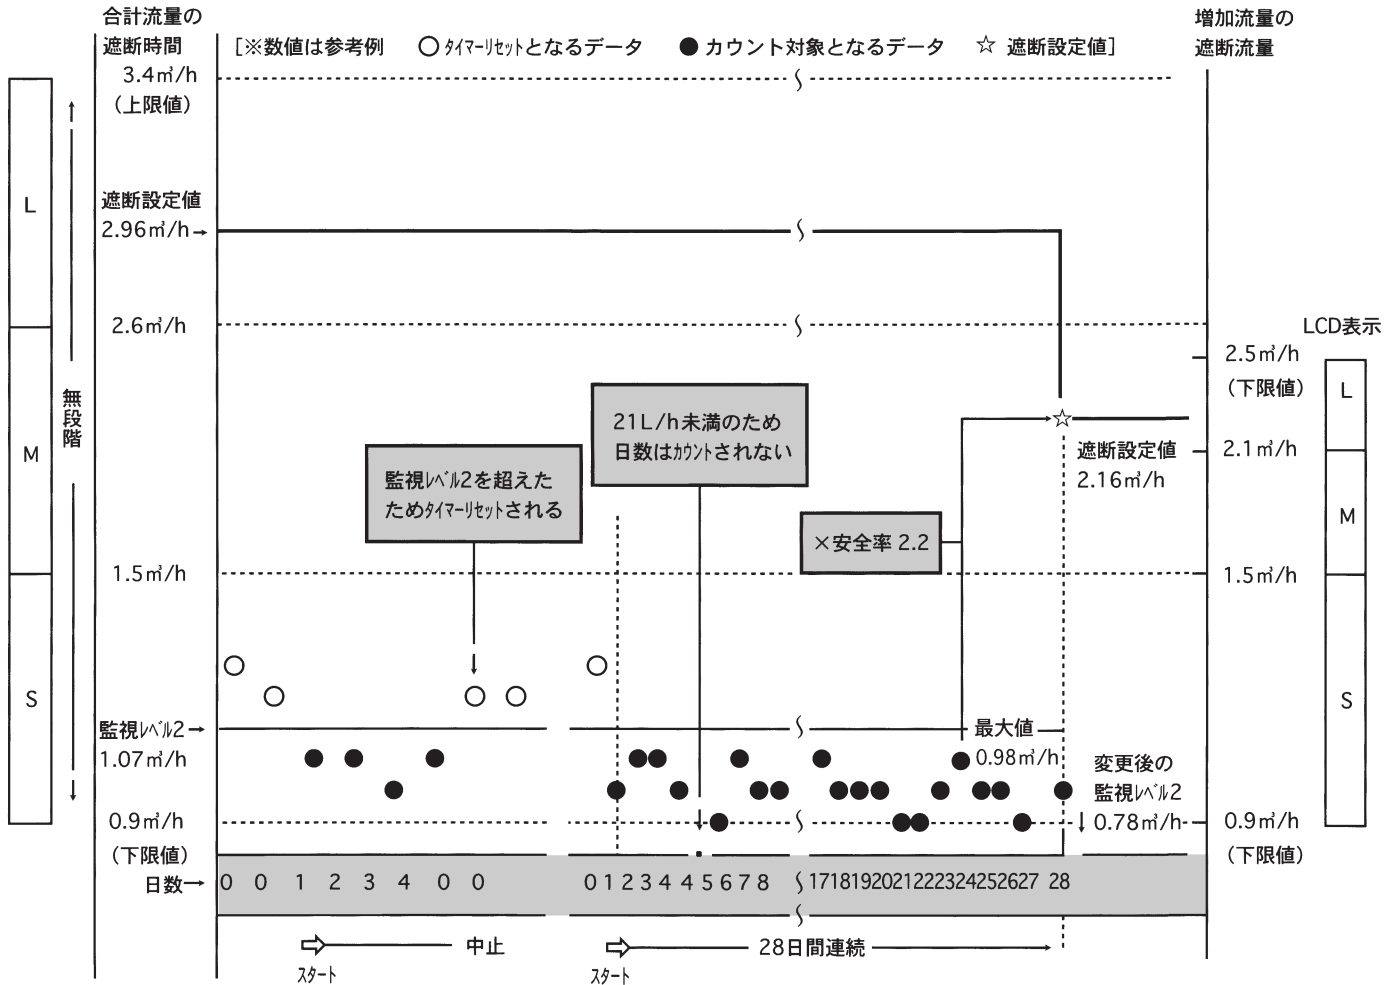 合計流量の
遮断時間
[※数値は参考例 ○ﾀｲﾏｰﾘｾｯﾄとなるデータ ●カウント対象となるデータ ☆ 遮断設定値]
増加流量の
遮断流量
3.4㎥/h
（上限値）
L
遮断設定値
2.96㎥/h→
2.6㎥/h
LCD表示
2.5㎥/h
（下限値）
L
無段階
M
21L/h未満のため
日数はｶｳﾝﾄされない
監視ﾚﾍﾞﾙ2を超えた
ためﾀｲﾏｰﾘｾｯﾄされる
☆
遮断設定値
2.16㎥/h
2.1㎥/h
M
×安全率 2.2
1.5㎥/h
1.5㎥/h
S
S
監視ﾚﾍﾞﾙ2→
1.07㎥/h
最大値
0.98㎥/h
変更後の
監視ﾚﾍﾞﾙ2
0.78㎥/h
0.9㎥/h
（下限値）
0.9㎥/h
（下限値）
日数→ 0 0 1 2 3 4 0 0 0 1 2 3 4 4 5 6 7 8 17 18 19 20 21 22 22 23 24 25 26 27 28
⇨ 中止
ｽﾀｰﾄ
⇨ 28日間連続
ｽﾀｰﾄ